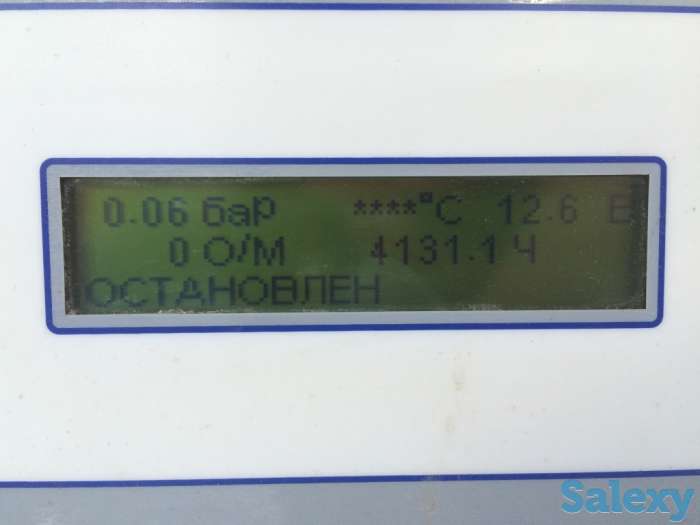 0.06 бар ****°C 12.6 В
0 О/М 4131.1 Ч
ОСТАНОВЛЕН
Salexy